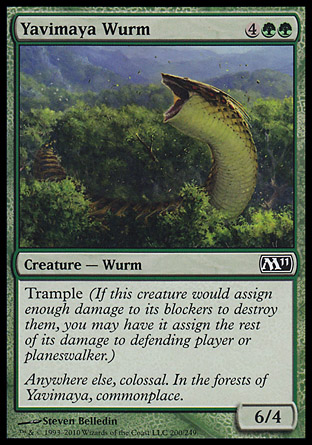 Yavimaya Wurm 4
Creature — Wurm M11
Trample (If this creature would assign
enough damage to its blockers to destroy
them, you may have it assign the rest
of its damage to defending player or
planeswalker.)
Anywhere else, colossal. In the forests of
Yavimaya, commonplace.
Steven Belledin
™ & © 1993–2010 Wizards of the Coast LLC 200/249
6/4